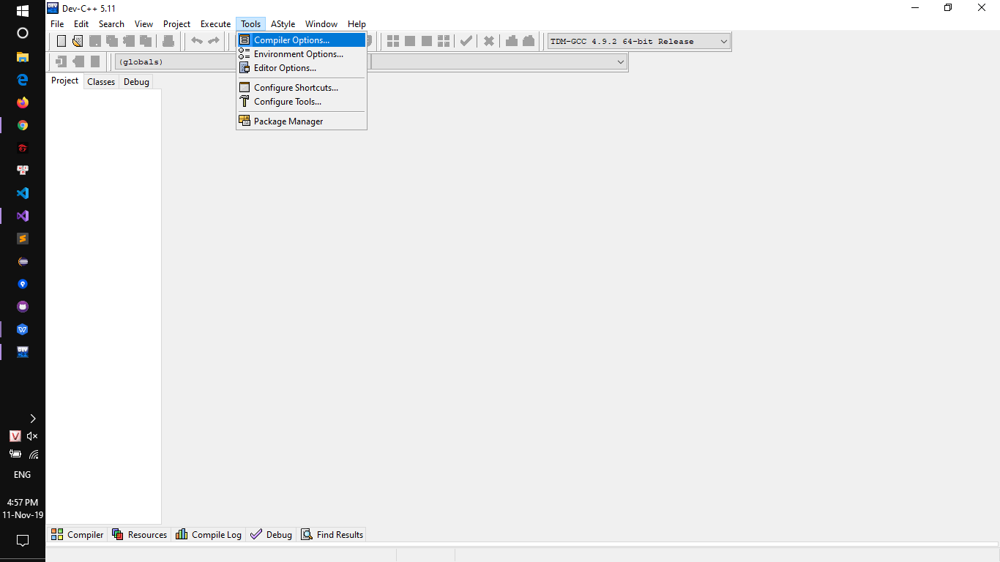 Dev-C++ 5.11
File Edit Search View Project Execute Tools AStyle Window Help
Compiler Options...
TDM-GCC 4.9.2 64-bit Release
Environment Options...
(globals)
Editor Options...
Project Classes Debug
Configure Shortcuts...
Configure Tools...
Package Manager
ENG
4:57 PM
11-Nov-19
Compiler Resources Compile Log Debug Find Results